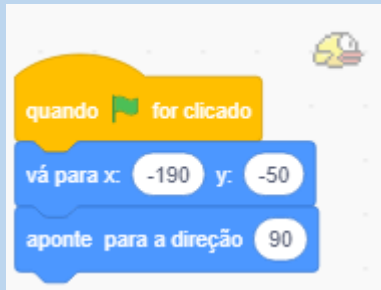 quando for clicado
vá para x: -190 y: -50
aponte para a direção 90